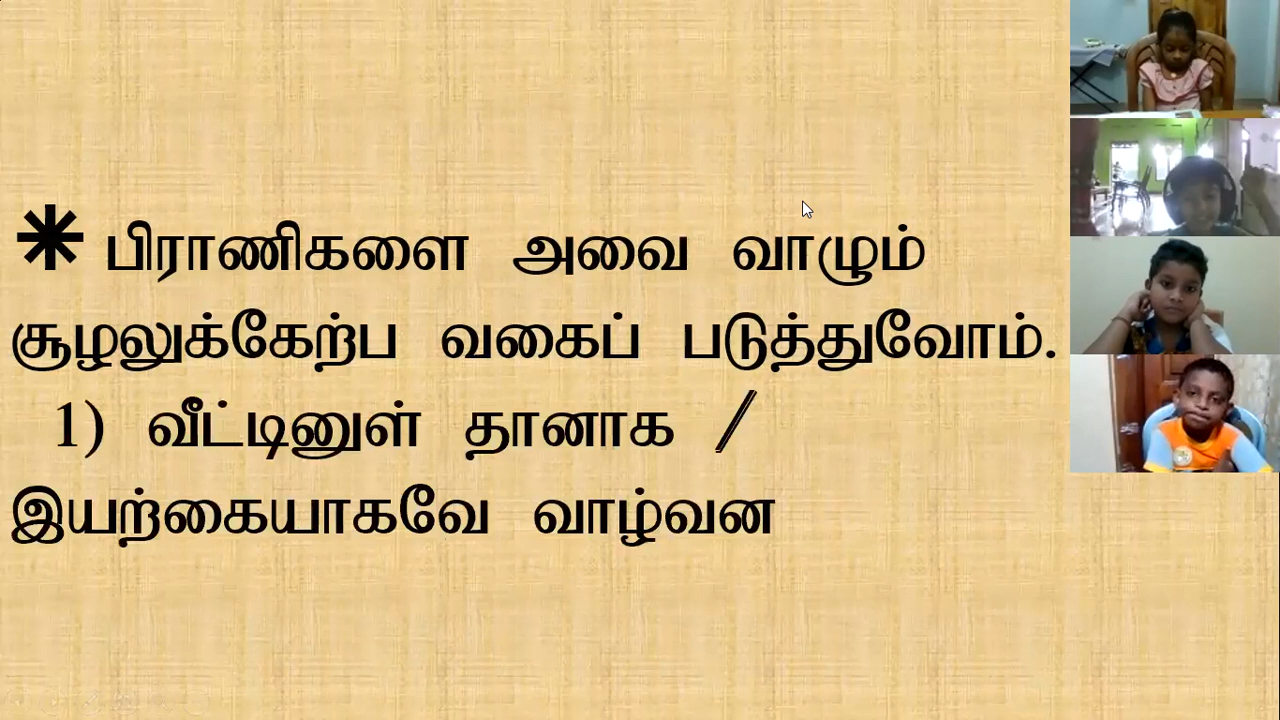 * பிராணிகளை அவை வாழும்
சூழலுக்கேற்ப வகைப் படுத்துவோம்.
1) வீட்டினுள் தானாக /
இயற்கையாகவே வாழ்வன